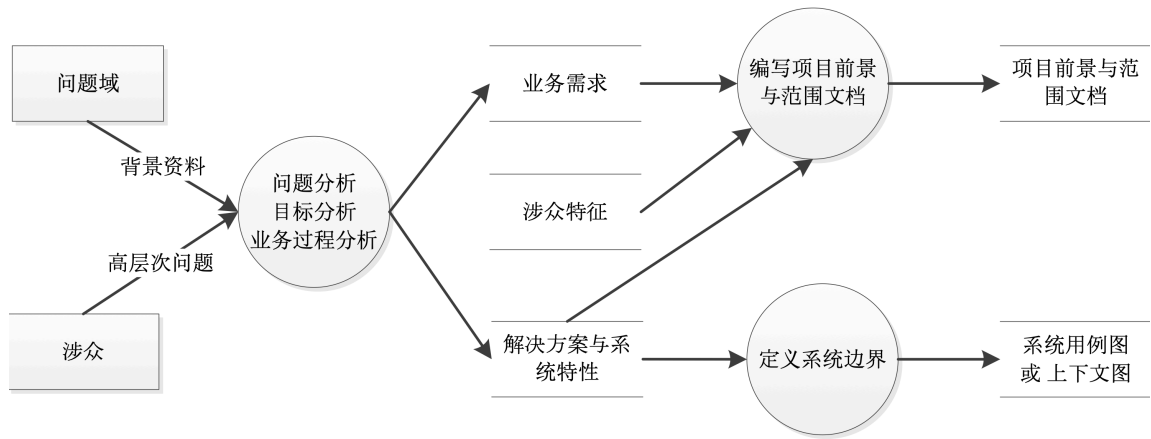 问题域
背景资料
高层次问题
涉众
问题分析
目标分析
业务过程分析
业务需求
涉众特征
解决方案与系
统特性
编写项目前景
与范围文档
定义系统边界
项目前景与范
围文档
系统用例图
或 上下文图